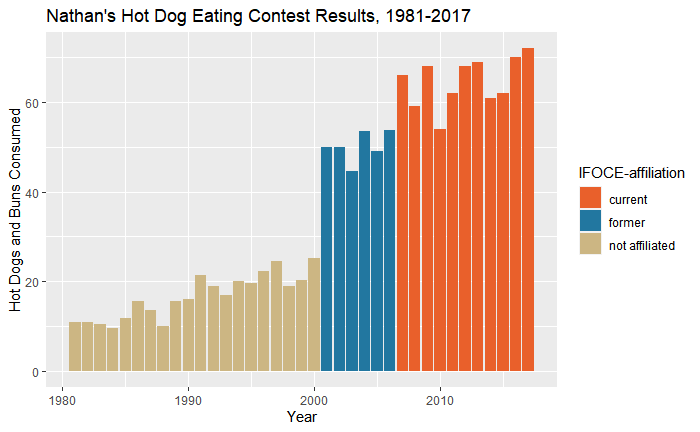 Nathan's Hot Dog Eating Contest Results, 1981-2017
Hot Dogs and Buns Consumed
60
40
20
0
1980
1990
2000
2010
Year
IFOCE-affiliation
current
former
not affiliated